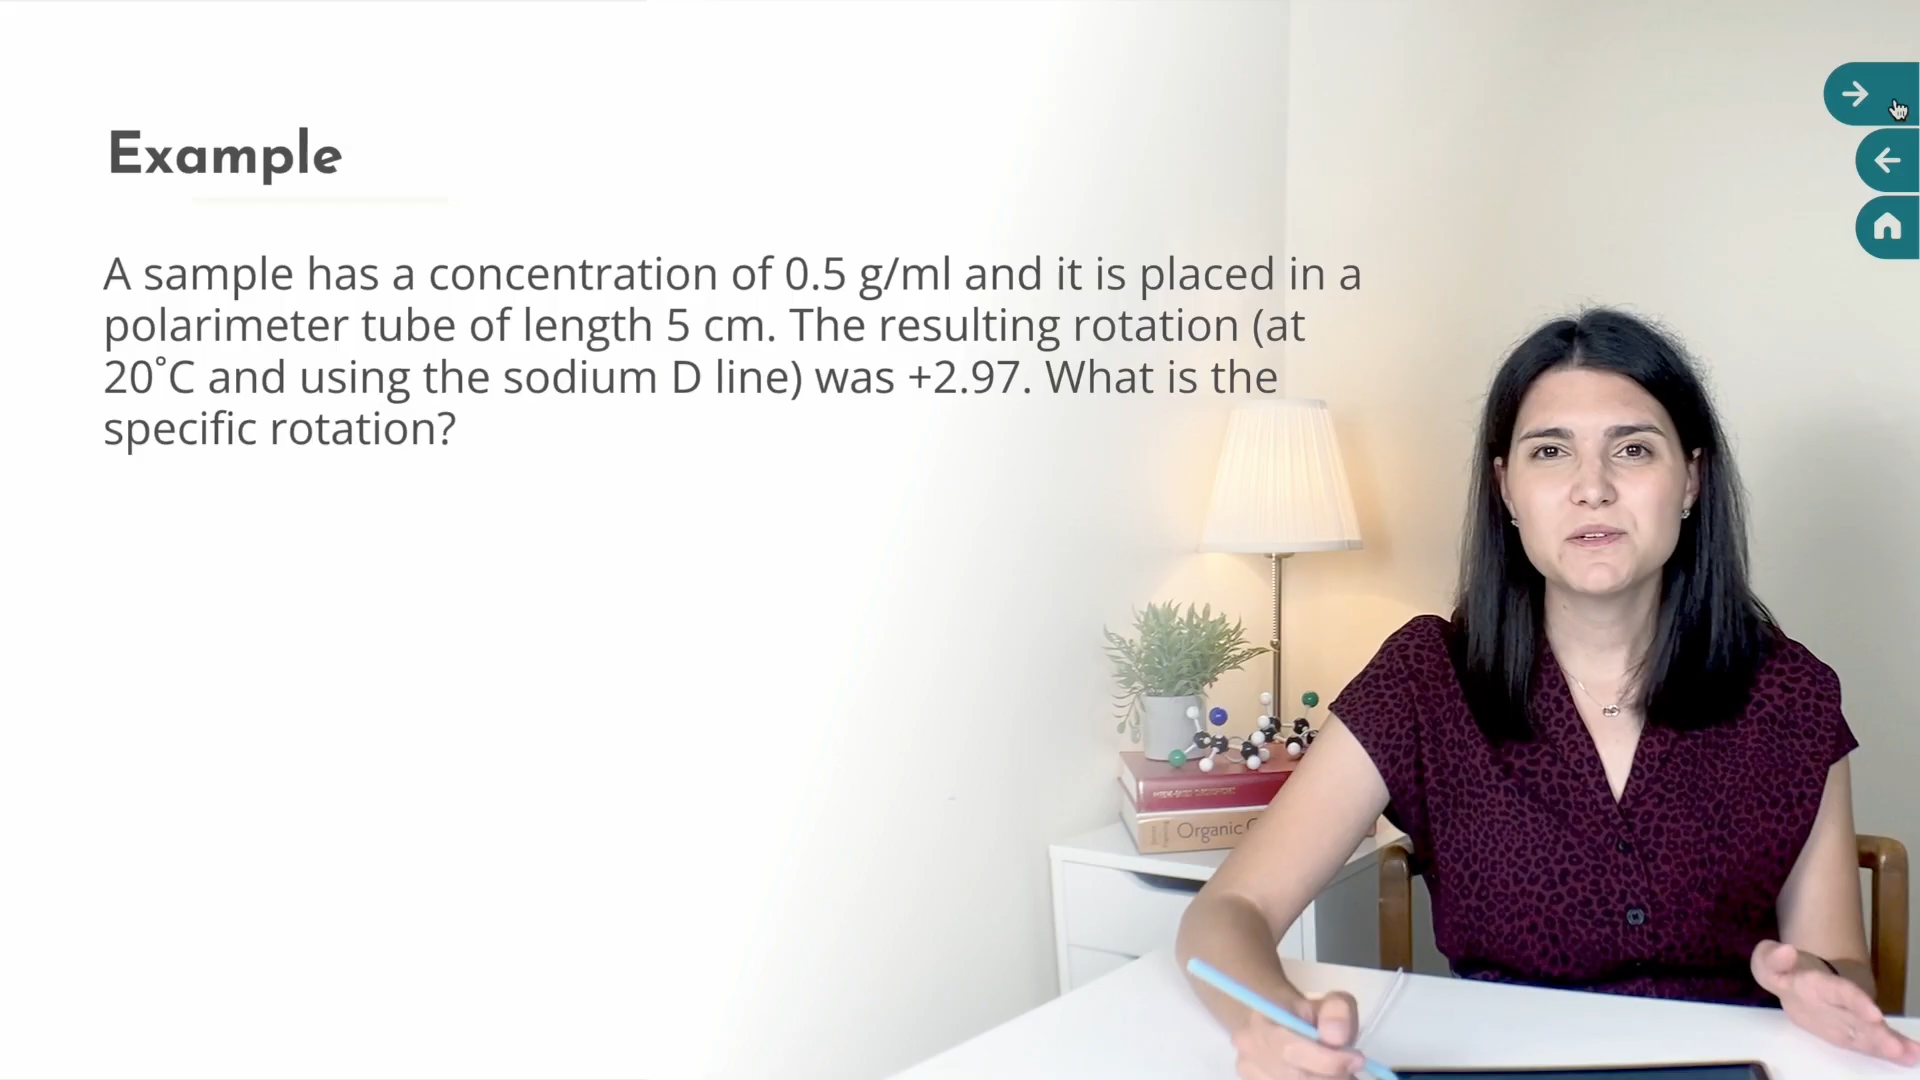 Example
A sample has a concentration of 0.5 g/ml and it is placed in a
polarimeter tube of length 5 cm. The resulting rotation (at
20˚C and using the sodium D line) was +2.97. What is the
specific rotation?
Organic